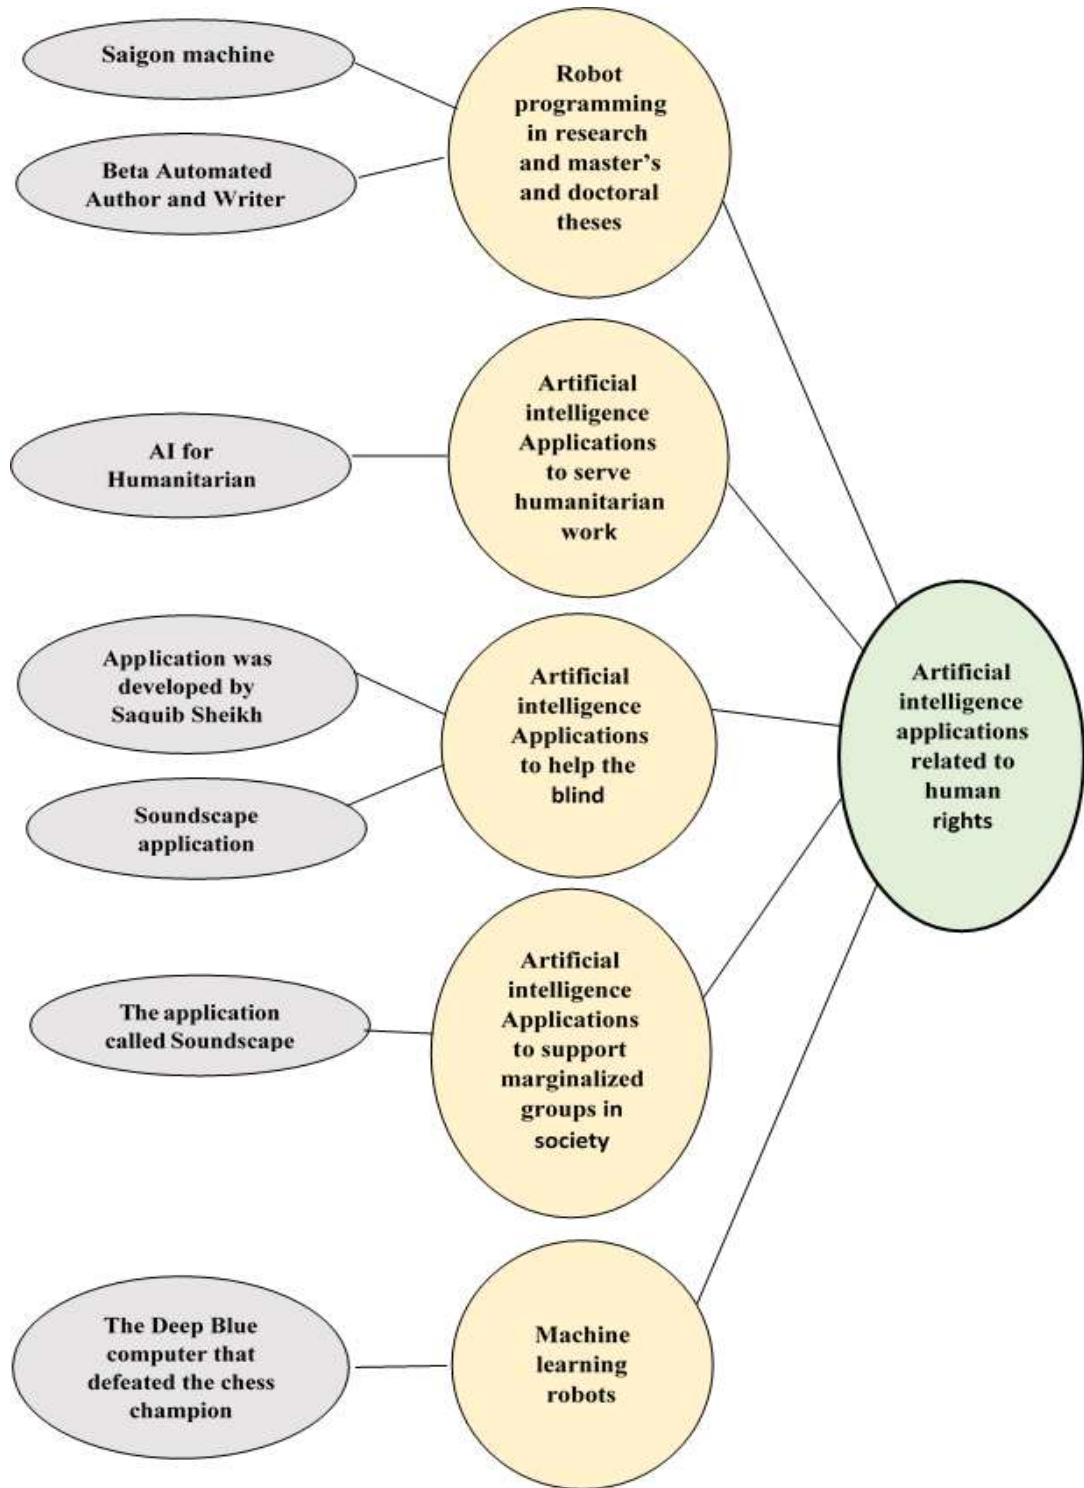 Saigon machine
Beta Automated
Author and Writer
Robot
programming
in research
and master’s
and doctoral
theses
AI for
Humanitarian
Artificial
intelligence
Applications
to serve
humanitarian
work
Application was
developed by
Saquib Sheikh
Soundscape
application
Artificial
intelligence
Applications
to help the
blind
The application
called Soundscape
Artificial
intelligence
Applications
to support
marginalized
groups in
society
The Deep Blue
computer that
defeated the chess
champion
Machine
learning
robots
Artificial
intelligence
applications
related to
human
rights